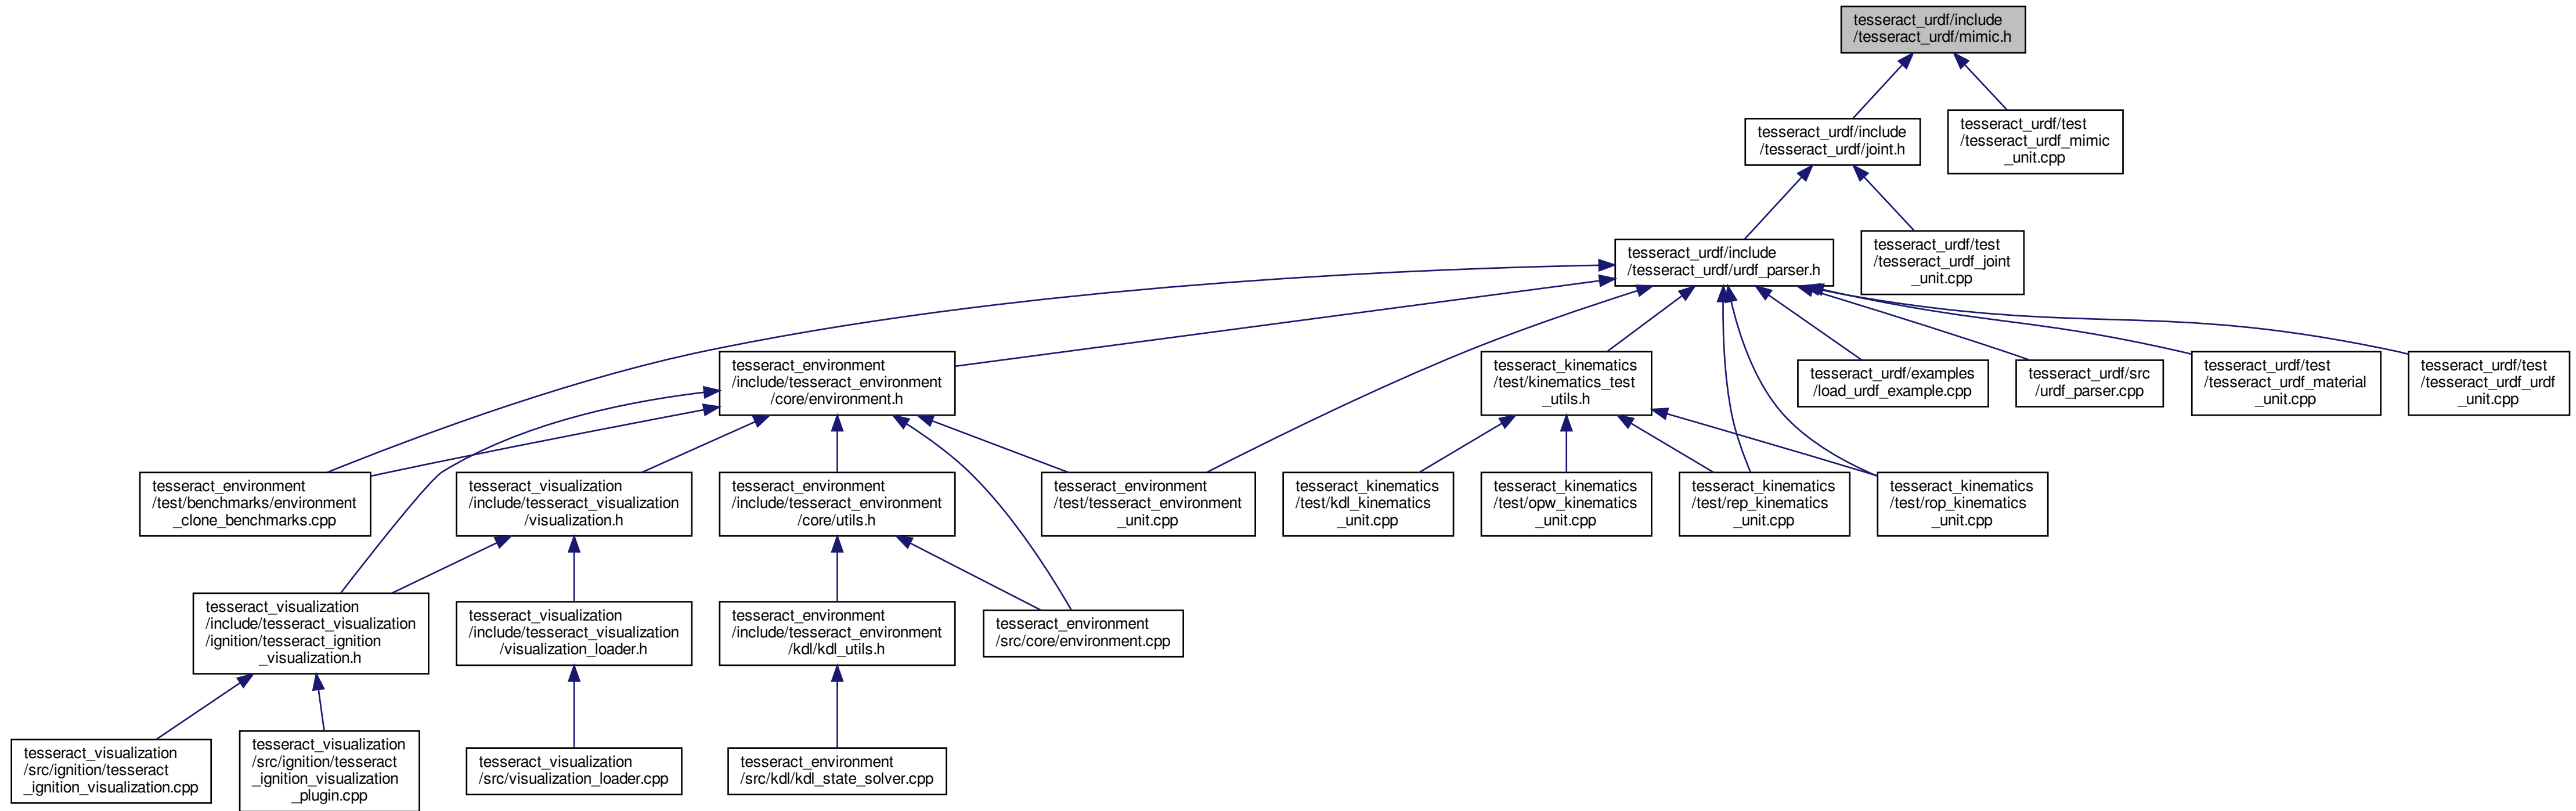 tesseract_urdf/include
/tesseract_urdf/mimic.h
tesseract_urdf/include
/tesseract_urdf/joint.h
tesseract_urdf/test
/tesseract_urdf_mimic
_unit.cpp
tesseract_urdf/include
/tesseract_urdf/urdf_parser.h
tesseract_urdf/test
/tesseract_urdf_joint
_unit.cpp
tesseract_environment
/include/tesseract_environment
/core/environment.h
tesseract_kinematics
/test/kinematics_test
_utils.h
tesseract_urdf/examples
/load_urdf_example.cpp
tesseract_urdf/src
/urdf_parser.cpp
tesseract_urdf/test
/tesseract_urdf_material
_unit.cpp
tesseract_urdf/test
/tesseract_urdf_urdf
_unit.cpp
tesseract_environment
/test/benchmarks/environment
_clone_benchmarks.cpp
tesseract_visualization
/include/tesseract_visualization
/visualization.h
tesseract_environment
/include/tesseract_environment
/core/utils.h
tesseract_environment
/test/tesseract_environment
_unit.cpp
tesseract_kinematics
/test/kdl_kinematics
_unit.cpp
tesseract_kinematics
/test/opw_kinematics
_unit.cpp
tesseract_kinematics
/test/rep_kinematics
_unit.cpp
tesseract_kinematics
/test/rop_kinematics
_unit.cpp
tesseract_visualization
/include/tesseract_visualization
/ignition/tesseract_ignition
_visualization.h
tesseract_visualization
/include/tesseract_visualization
/visualization_loader.h
tesseract_environment
/include/tesseract_environment
/kdl/kdl_utils.h
tesseract_environment
/src/core/environment.cpp
tesseract_visualization
/src/ignition/tesseract
_ignition_visualization.cpp
tesseract_visualization
/src/ignition/tesseract
_ignition_visualization
_plugin.cpp
tesseract_visualization
/src/visualization_loader.cpp
tesseract_environment
/src/kdl/kdl_state_solver.cpp